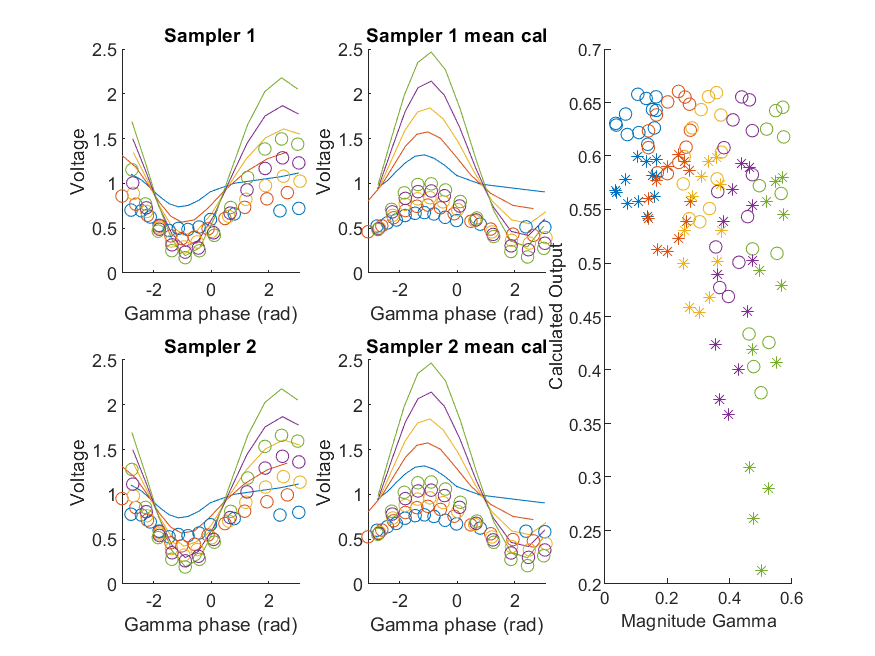 Sampler 1
2.5
2
1.5
1
0.5
0
Voltage
-2 0 2
Gamma phase (rad)
Sampler 1 mean cal
2.5
2
1.5
1
0.5
0
Voltage
-2 0 2
Gamma phase (rad)
Sampler 2
2.5
2
1.5
1
0.5
0
Voltage
-2 0 2
Gamma phase (rad)
Sampler 2 mean cal
2.5
2
1.5
1
0.5
0
Voltage
-2 0 2
Gamma phase (rad)
0.7
0.65
0.6
0.55
0.5
0.45
0.4
0.35
0.3
0.25
0.2
Calculated Output
0 0.2 0.4 0.6
Magnitude Gamma